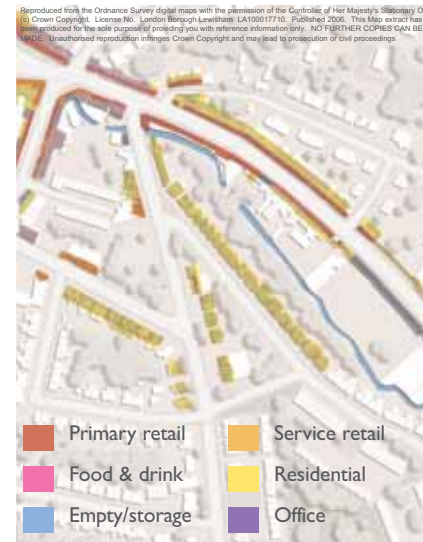 Reproduced from the Ordnance Survey digital maps with the permission of the Controller of Her Majesty's Stationary O
(c) Crown Copyright. License No. London Borough Lewisham LA100017710. Published 2006. This Map extract has
been produced for the sole purpose of providing you with reference information only. NO FURTHER COPIES CAN BE
MADE. Unauthorised reproduction infringes Crown Copyright and may lead to prosecution or civil proceedings
Primary retail
Service retail
Food & drink
Residential
Empty/storage
Office